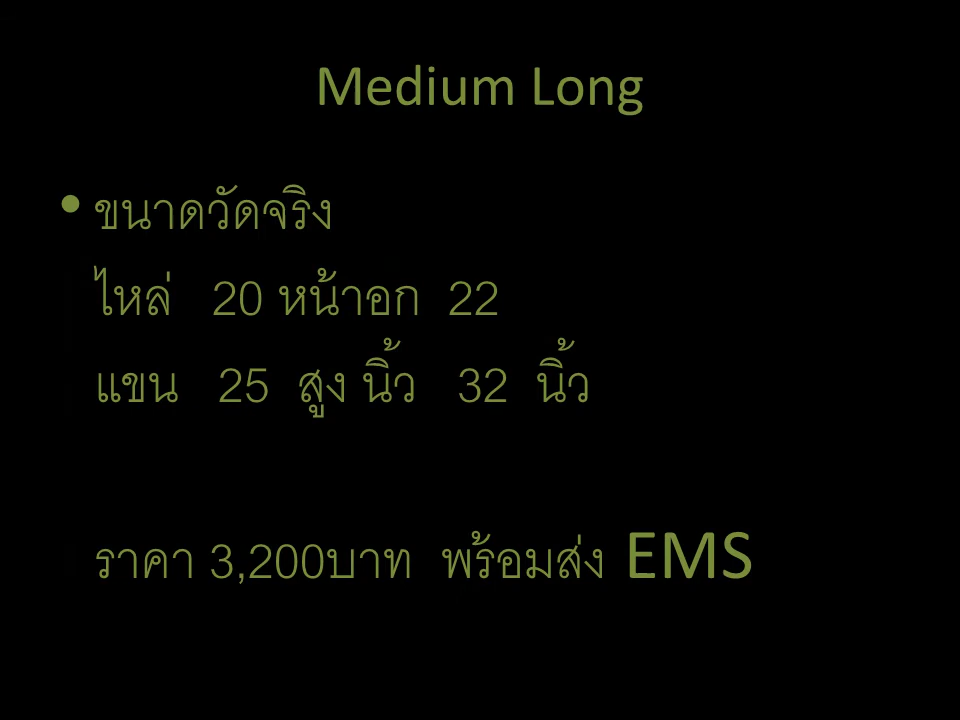 Medium Long
• ขนาดวัดจริง
ไหล่ 20 หน้าอก 22
แขน 25 สูง นิ้ว 32 นิ้ว
ราคา 3,200บาท พร้อมส่ง EMS